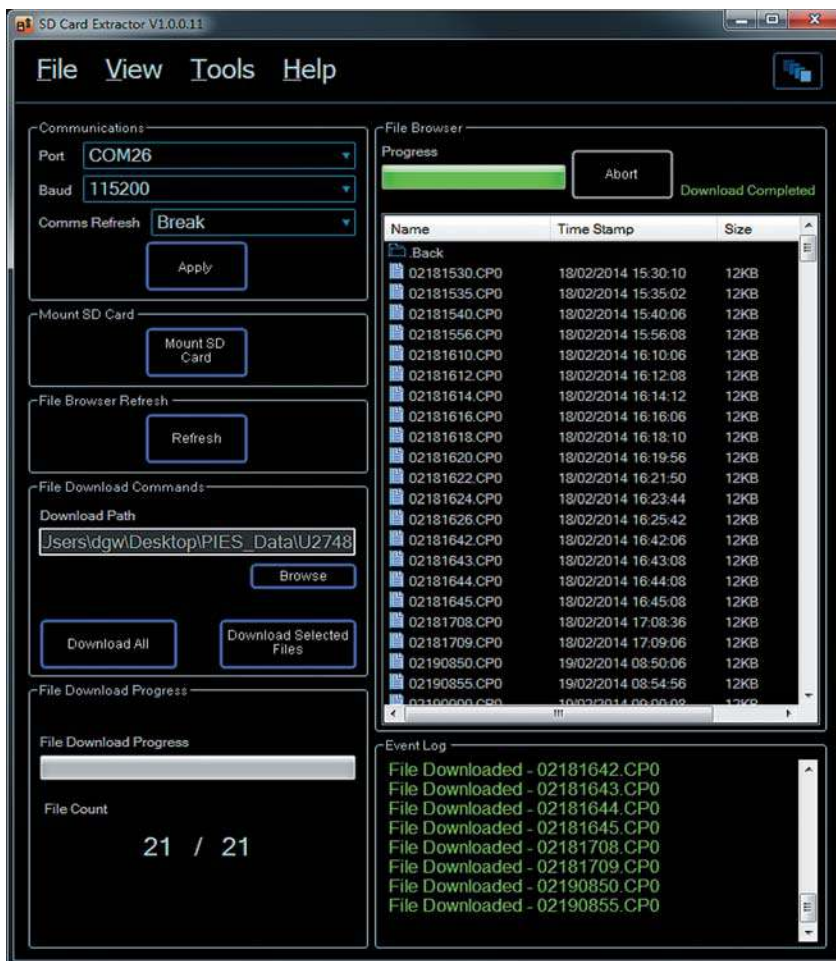 SD Card Extractor V1.0.0.11
File View Tools Help
Communications
Port COM26
Baud 115200
Comms Refresh Break
Apply
Mount SD Card
Mount SD
Card
File Browser Refresh
Refresh
File Download Commands
Download Path
Jsers\dgw\Desktop\PIES_Data\U2748
Browse
Download All
Download Selected
Files
File Download Progress
File Download Progress
File Count
21 / 21
File Browser
Progress
Abort
Download Completed
Name Time Stamp Size
.Back
02181530.CP0 18/02/2014 15:30:10 12KB
02181535.CP0 18/02/2014 15:35:02 12KB
02181540.CP0 18/02/2014 15:40:06 12KB
02181556.CP0 18/02/2014 15:56:08 12KB
02181610.CP0 18/02/2014 16:10:06 12KB
02181612.CP0 18/02/2014 16:12:08 12KB
02181614.CP0 18/02/2014 16:14:12 12KB
02181616.CP0 18/02/2014 16:16:06 12KB
02181618.CP0 18/02/2014 16:18:10 12KB
02181620.CP0 18/02/2014 16:19:56 12KB
02181622.CP0 18/02/2014 16:21:50 12KB
02181624.CP0 18/02/2014 16:23:44 12KB
02181626.CP0 18/02/2014 16:25:42 12KB
02181642.CP0 18/02/2014 16:42:06 12KB
02181643.CP0 18/02/2014 16:43:08 12KB
02181644.CP0 18/02/2014 16:44:08 12KB
02181645.CP0 18/02/2014 16:45:08 12KB
02181708.CP0 18/02/2014 17:08:36 12KB
02181709.CP0 18/02/2014 17:09:06 12KB
02190850.CP0 19/02/2014 08:50:06 12KB
02190855.CP0 19/02/2014 08:54:56 12KB
Event Log
File Downloaded - 02181642.CP0
File Downloaded - 02181643.CP0
File Downloaded - 02181644.CP0
File Downloaded - 02181645.CP0
File Downloaded - 02181708.CP0
File Downloaded - 02181709.CP0
File Downloaded - 02190850.CP0
File Downloaded - 02190855.CP0